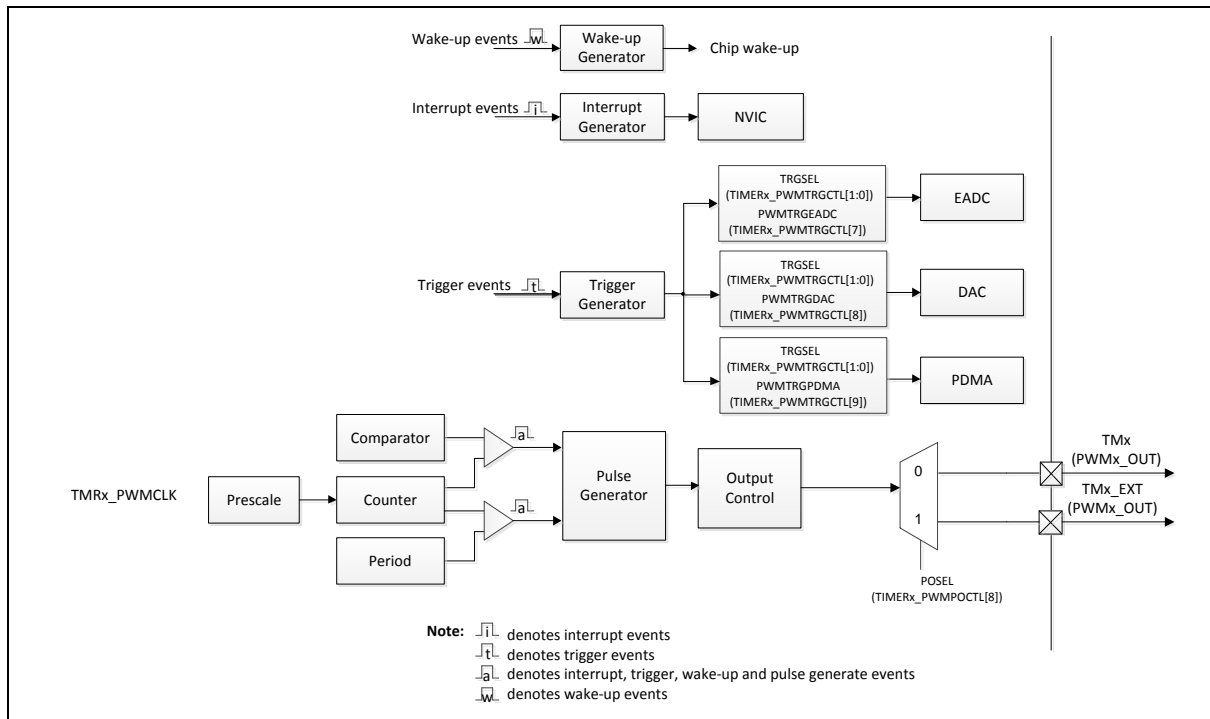 Wake-up events
w
Wake-up
Generator
Chip wake-up
Interrupt events
i
Interrupt
Generator
NVIC
TRGSEL
(TIMERx_PWMTRGCTL[1:0])
PWMTRGEADC
(TIMERx_PWMTRGCTL[7])
EADC
Trigger events
t
Trigger
Generator
TRGSEL
(TIMERx_PWMTRGCTL[1:0])
PWMTRGDAC
(TIMERx_PWMTRGCTL[8])
DAC
TRGSEL
(TIMERx_PWMTRGCTL[1:0])
PWMTRGPDMA
(TIMERx_PWMTRGCTL[9])
PDMA
TMRx_PWMCLK
Prescale
Comparator
Counter
Period
a
a
Pulse
Generator
Output
Control
0
1
POSEL
(TIMERx_PWMPOCTL[8])
TMx
(PWMx_OUT)
TMx_EXT
(PWMx_OUT)
Note: i denotes interrupt events
t denotes trigger events
a denotes interrupt, trigger, wake-up and pulse generate events
w denotes wake-up events